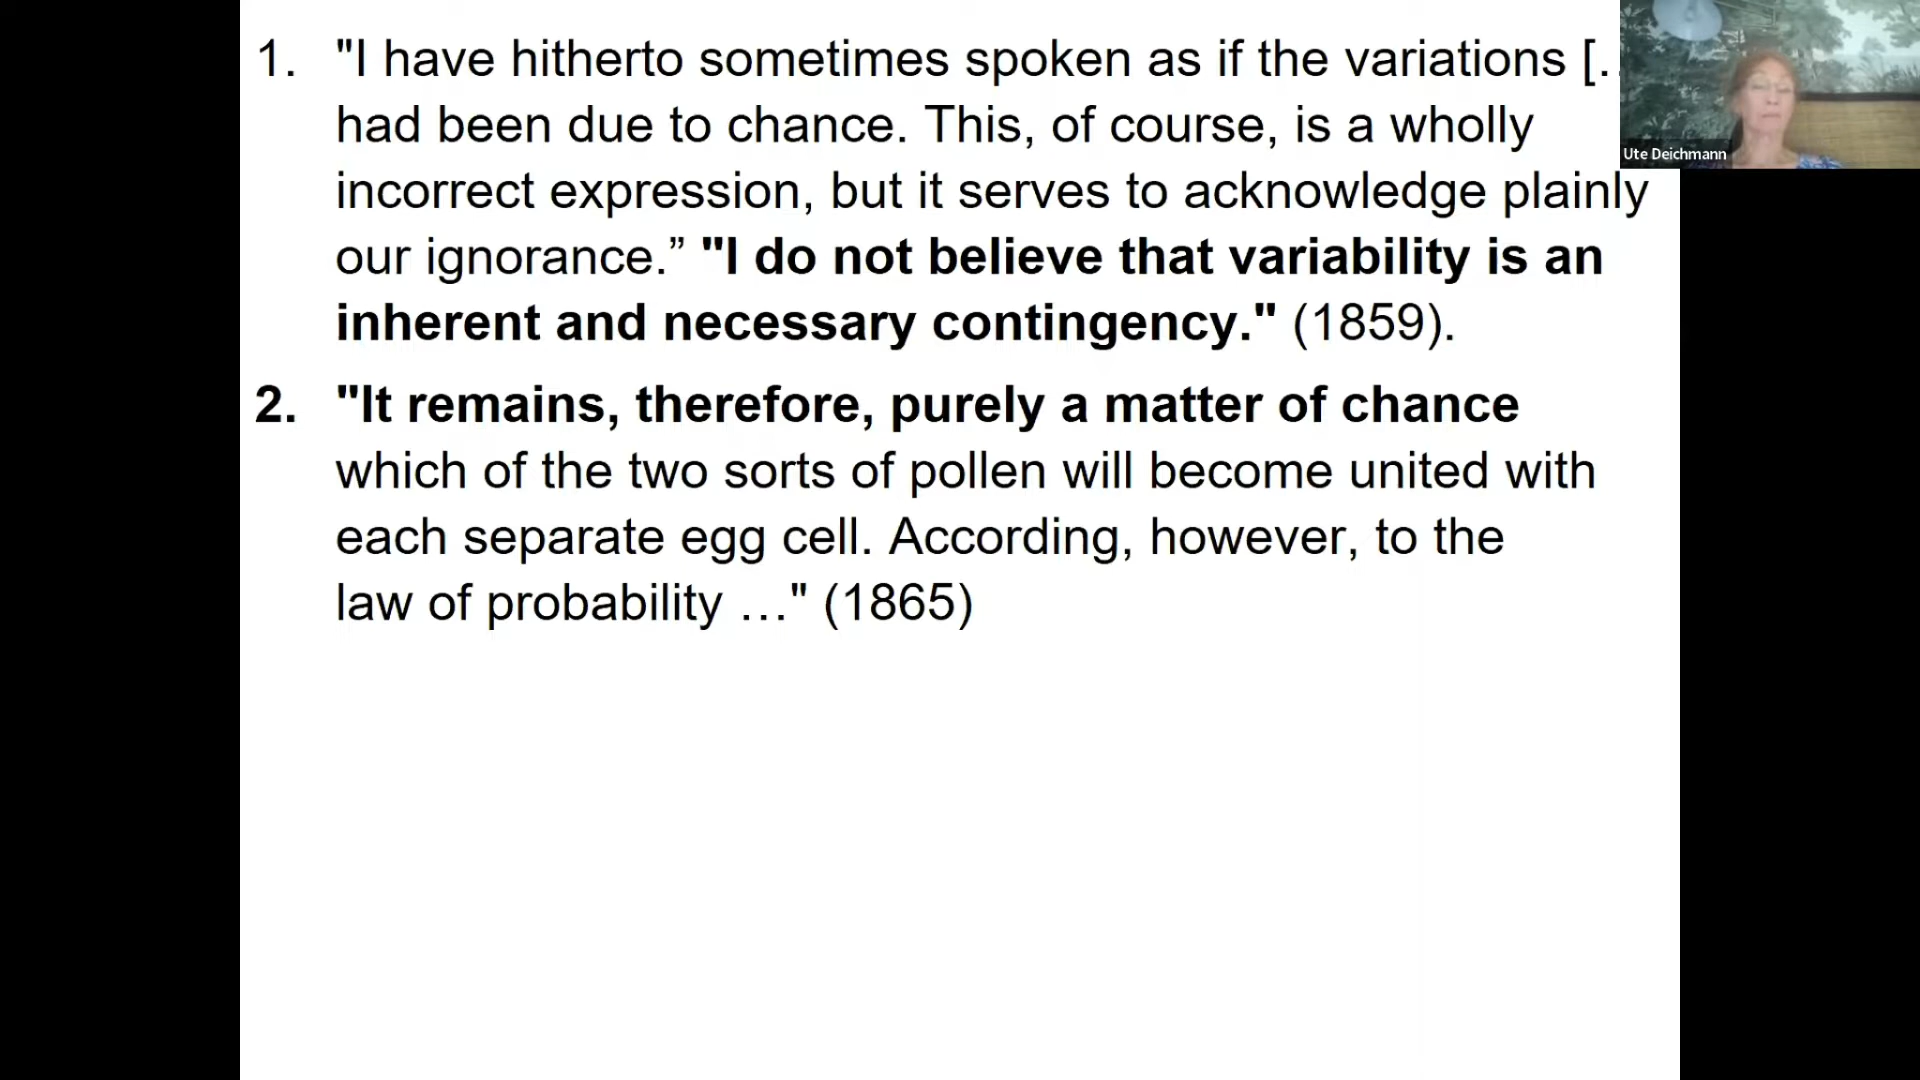 1. "I have hitherto sometimes spoken as if the variations [..
had been due to chance. This, of course, is a wholly
incorrect expression, but it serves to acknowledge plainly
our ignorance.” "I do not believe that variability is an
inherent and necessary contingency." (1859).
2. "It remains, therefore, purely a matter of chance
which of the two sorts of pollen will become united with
each separate egg cell. According, however, to the
law of probability …" (1865)
Ute Deichmann